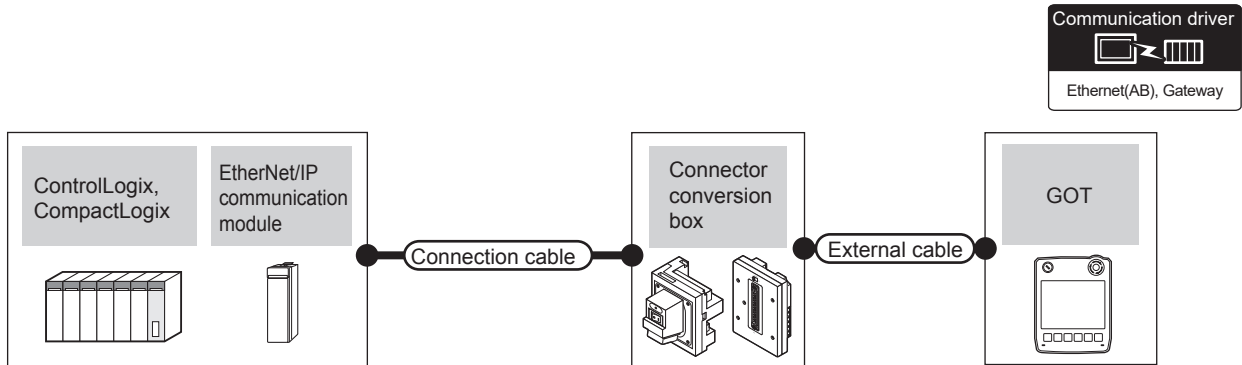 Communication driver
Ethernet(AB), Gateway
ControlLogix,
CompactLogix
EtherNet/IP
communication
module
Connection cable
Connector
conversion
box
External cable
GOT